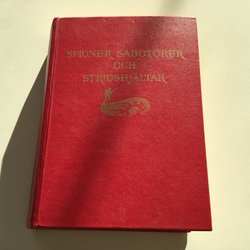 SPIONER SABOTÖRER
OCH
STRIDSHJÄLTAR